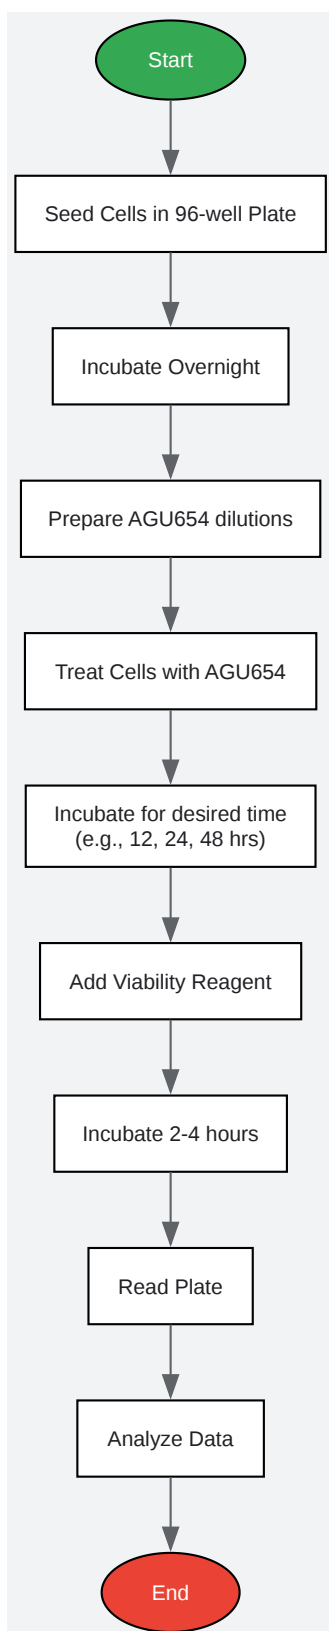 Start
Seed Cells in 96-well Plate
Incubate Overnight
Prepare AGU654 dilutions
Treat Cells with AGU654
Incubate for desired time
(e.g., 12, 24, 48 hrs)
Add Viability Reagent
Incubate 2-4 hours
Read Plate
Analyze Data
End